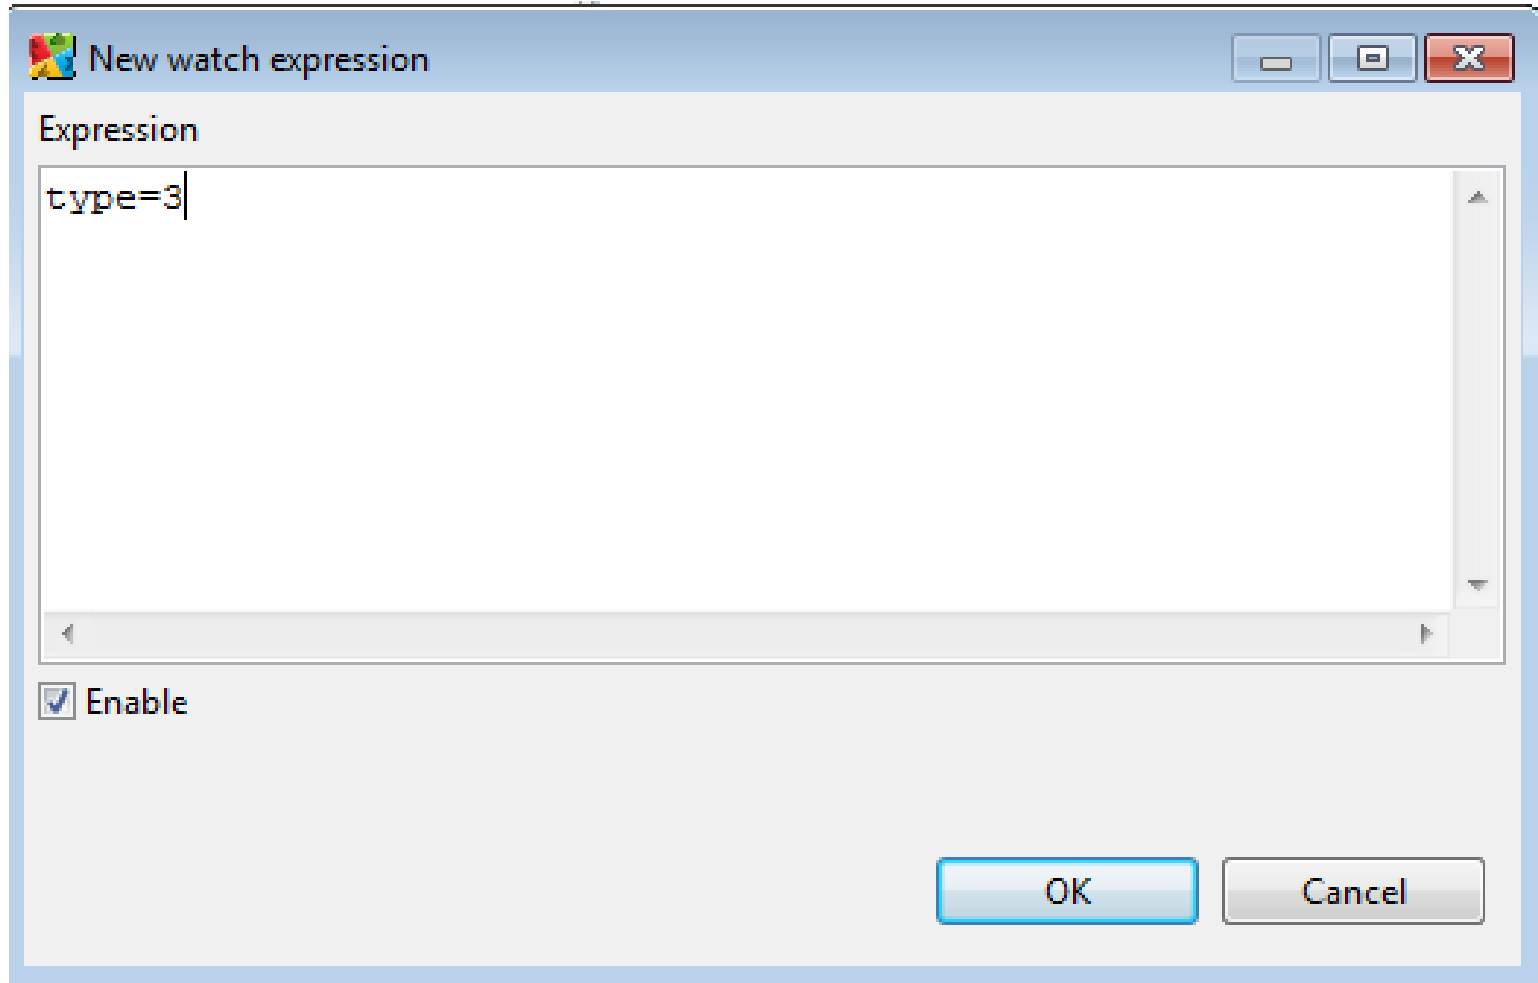 New watch expression
Expression
type=3
Enable
OK
Cancel